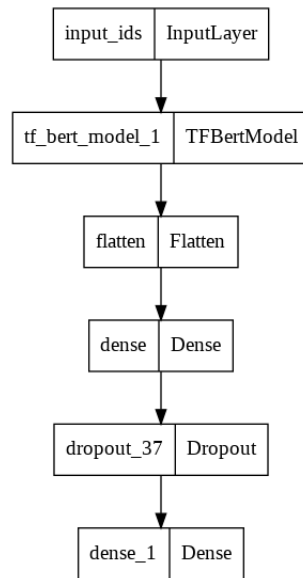 input_ids InputLayer
tf_bert_model_1 TFBertModel
flatten Flatten
dense Dense
dropout_37 Dropout
dense_1 Dense